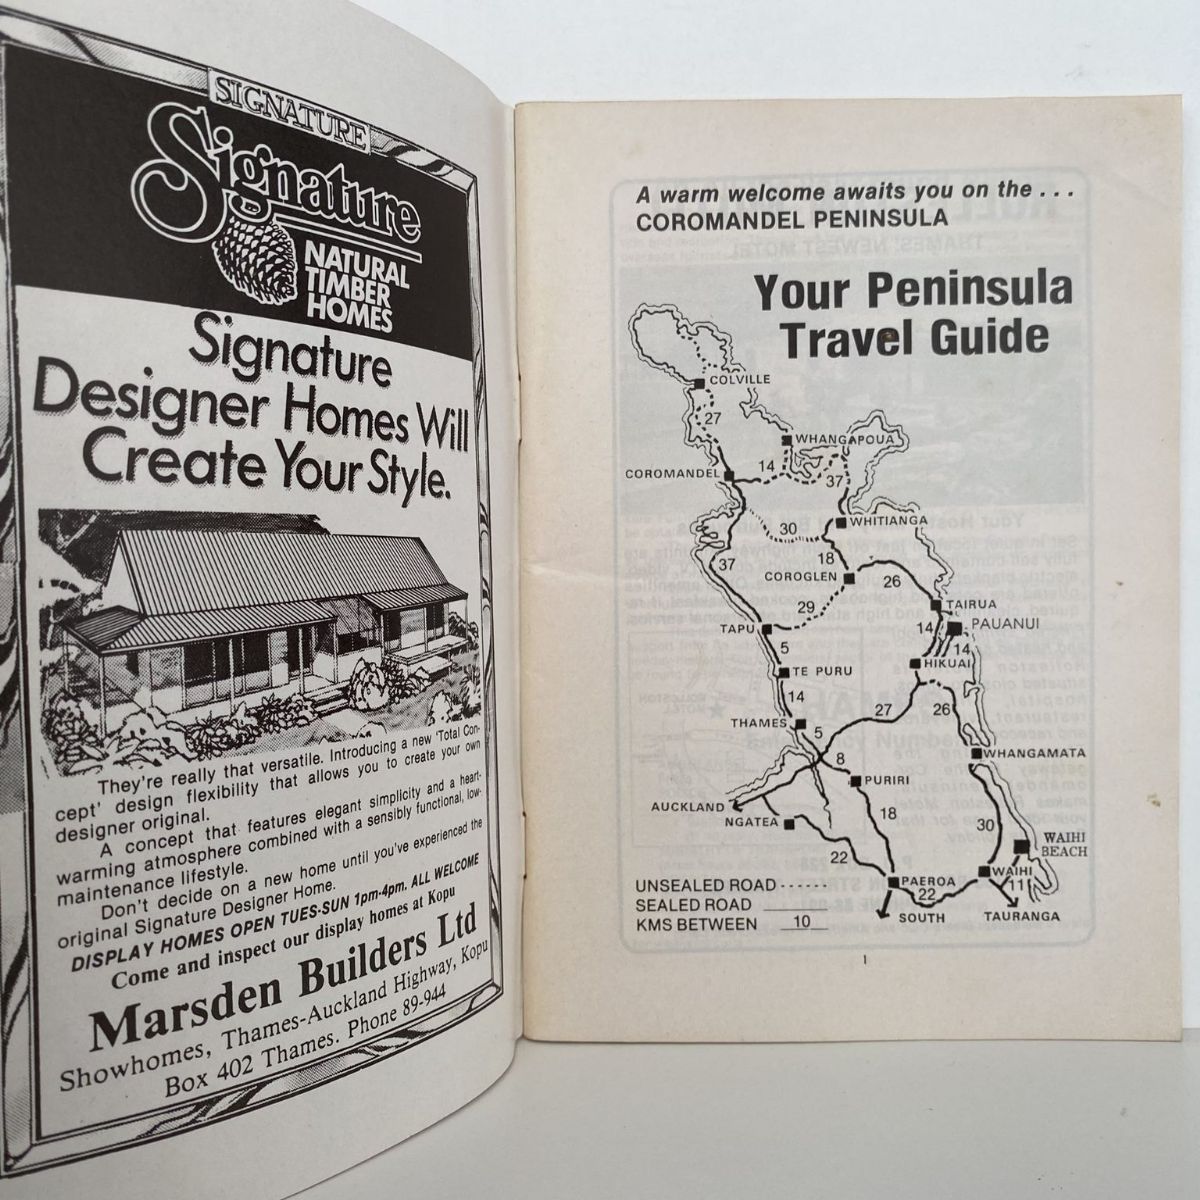 SIGNATURE
Signature
NATURAL
TIMBER
HOMES
Signature
Designer Homes Will
Create Your Style.
They're really that versatile. Introducing a new 'Total Con-
cept' design flexibility that allows you to create your own
designer original.
A concept that features elegant simplicity and a heart-
warming atmosphere combined with a sensibly functional, low-
maintenance lifestyle.
Don't decide on a new home until you've experienced the
original Signature Designer Home.
DISPLAY HOMES OPEN TUES-SUN 1pm-4pm. ALL WELCOME
Come and inspect our display homes at Kopu
Marsden Builders Ltd
Showhomes, Thames-Auckland Highway, Kopu
Box 402 Thames. Phone 89-944
A warm welcome awaits you on the . . .
COROMANDEL PENINSULA
Your Peninsula
Travel Guide
COLVILLE
27
WHANGAPOUA
COROMANDEL
14
37
30
WHITIANGA
37
18
COROGLEN
26
29
TAIRUA
TAPU
14
PAUANUI
5
14
HIKUAI
TE PURU
14
27
26
THAMES
5
8
WHANGAMATA
PURIRI
AUCKLAND
NGATEA
18
30
WAIHI
BEACH
22
WAIHI
PAEROA
11
22
UNSEALED ROAD ------
SEALED ROAD ______
KMS BETWEEN 10
SOUTH
TAURANGA
1